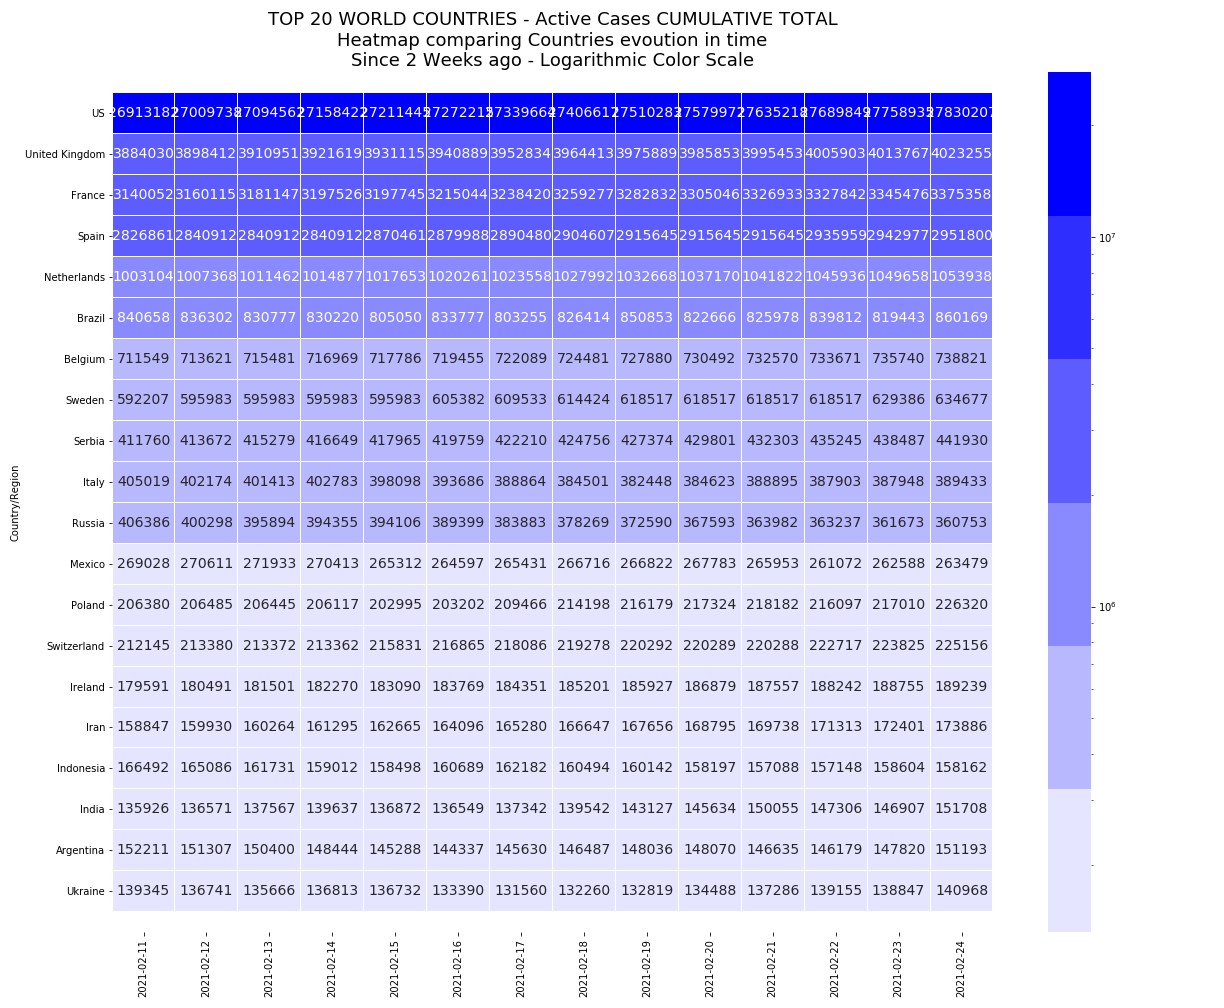 TOP 20 WORLD COUNTRIES - Active Cases CUMULATIVE TOTAL
Heatmap comparing Countries evoution in time
Since 2 Weeks ago - Logarithmic Color Scale
US 26913182 27009738 27094562 27158422 27211445 27272215 27339664 27406617 27510282 27579972 27635218 27689849 27758935 27830207
United Kingdom 3884030 3898412 3910951 3921619 3931115 3940889 3952834 3964413 3975889 3985853 3995453 4005903 4013767 4023255
France 3140052 3160115 3181147 3197526 3197745 3215044 3238420 3259277 3282832 3305046 3326933 3327842 3345476 3375358
Spain 2826861 2840912 2840912 2840912 2870461 2879988 2890480 2904607 2915645 2915645 2915645 2935959 2942977 2951800
Netherlands 1003104 1007368 1011462 1014877 1017653 1020261 1023558 1027992 1032668 1037170 1041822 1045936 1049658 1053938
Brazil 840658 836302 830777 830220 805050 833777 803255 826414 850853 822666 825978 839812 819443 860169
Belgium 711549 713621 715481 716969 717786 719455 722089 724481 727880 730492 732570 733671 735740 738821
Sweden 592207 595983 595983 595983 595983 605382 609533 614424 618517 618517 618517 618517 629386 634677
Serbia 411760 413672 415279 416649 417965 419759 422210 424756 427374 429801 432303 435245 438487 441930
Italy 405019 402174 401413 402783 398098 393686 388864 384501 382448 384623 388895 387903 387948 389433
Russia 406386 400298 395894 394355 394106 389399 383883 378269 372590 367593 363982 363237 361673 360753
Mexico 269028 270611 271933 270413 265312 264597 265431 266716 266822 267783 265953 261072 262588 263479
Poland 206380 206485 206445 206117 202995 203202 209466 214198 216179 217324 218182 216097 217010 226320
Switzerland 212145 213380 213372 213362 215831 216865 218086 219278 220292 220289 220288 222717 223825 225156
Ireland 179591 180491 181501 182270 183090 183769 184351 185201 185927 186879 187557 188242 188755 189239
Iran 158847 159930 160264 161295 162665 164096 165280 166647 167656 168795 169738 171313 172401 173886
Indonesia 166492 165086 161731 159012 158498 160689 162182 160494 160142 158197 157088 157148 158604 158162
India 135926 136571 137567 139637 136872 136549 137342 139542 143127 145634 150055 147306 146907 151708
Argentina 152211 151307 150400 148444 145288 144337 145630 146487 148036 148070 146635 146179 147820 151193
Ukraine 139345 136741 135666 136813 136732 133390 131560 132260 132819 134488 137286 139155 138847 140968
Country/Region
2021-02-11 2021-02-12 2021-02-13 2021-02-14 2021-02-15 2021-02-16 2021-02-17 2021-02-18 2021-02-19 2021-02-20 2021-02-21 2021-02-22 2021-02-23 2021-02-24
10⁷
10⁶